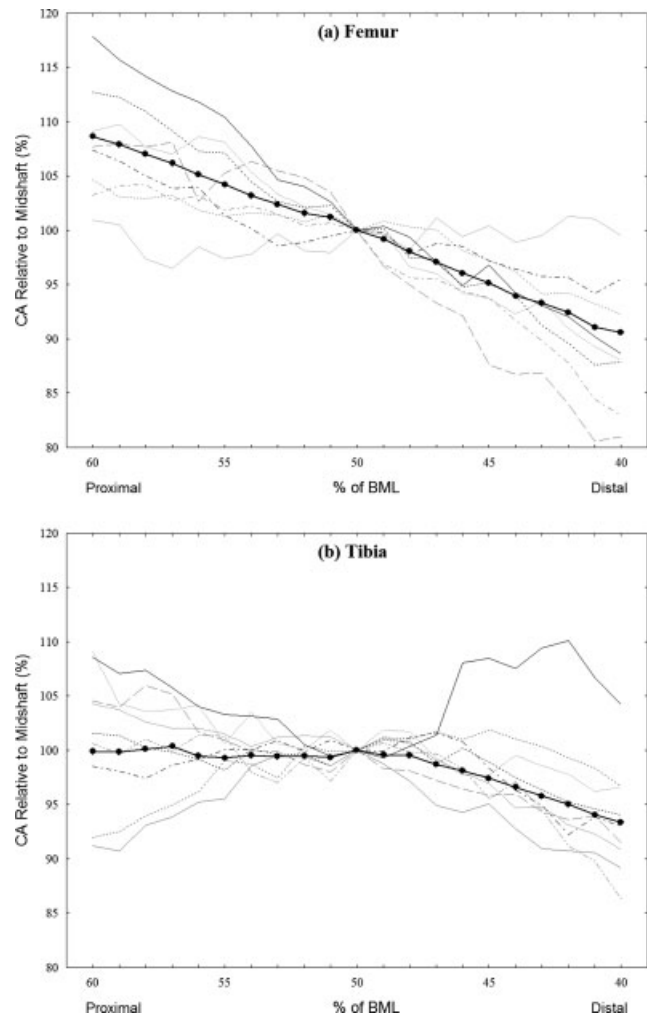 (a) Femur
CA Relative to Midshaft (%)
120
115
110
105
100
95
90
85
80
60 55 50 45 40
Proximal % of BML Distal
(b) Tibia
CA Relative to Midshaft (%)
120
115
110
105
100
95
90
85
80
60 55 50 45 40
Proximal % of BML Distal